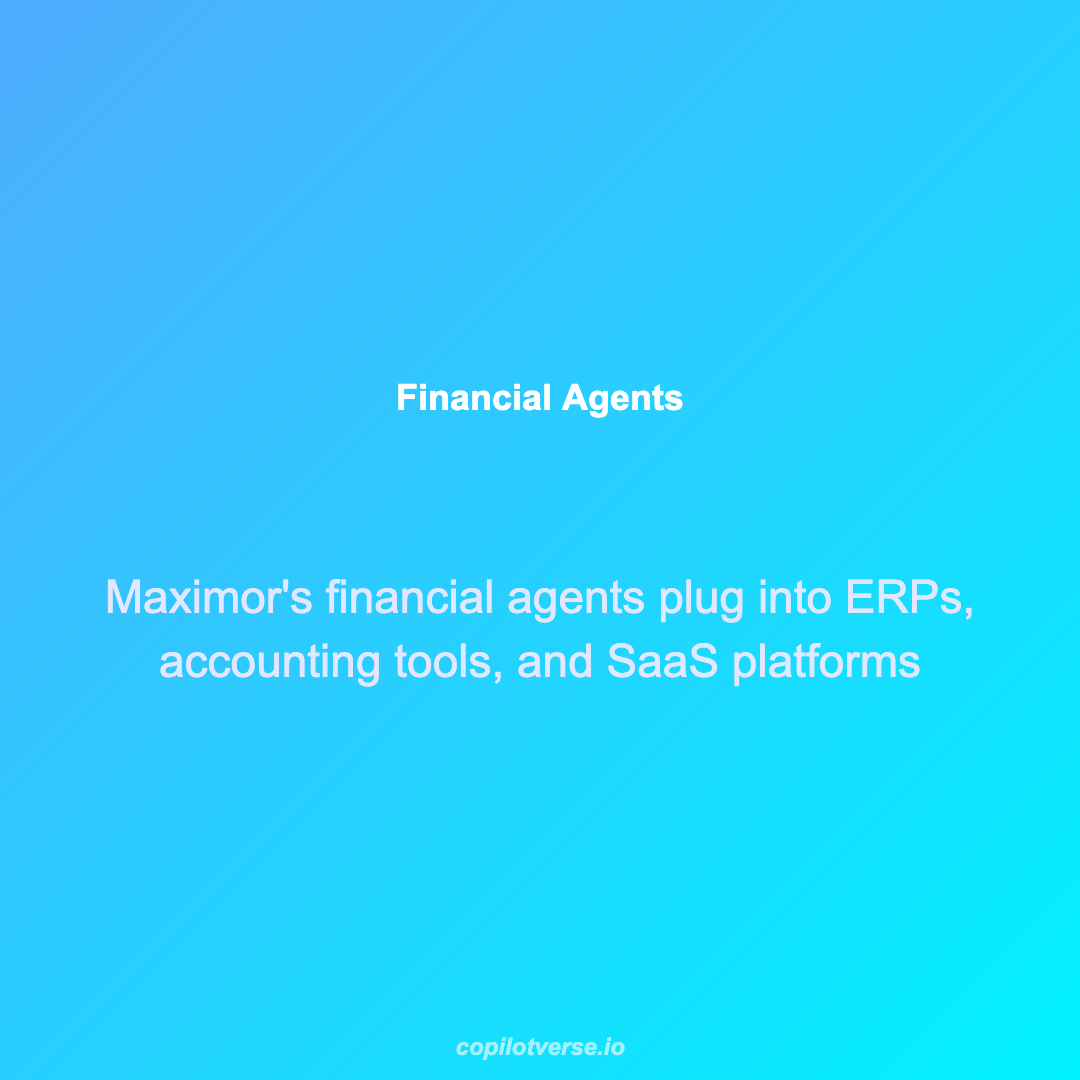 Financial Agents
Maximor's financial agents plug into ERPs,
accounting tools, and SaaS platforms
copilotverse.io